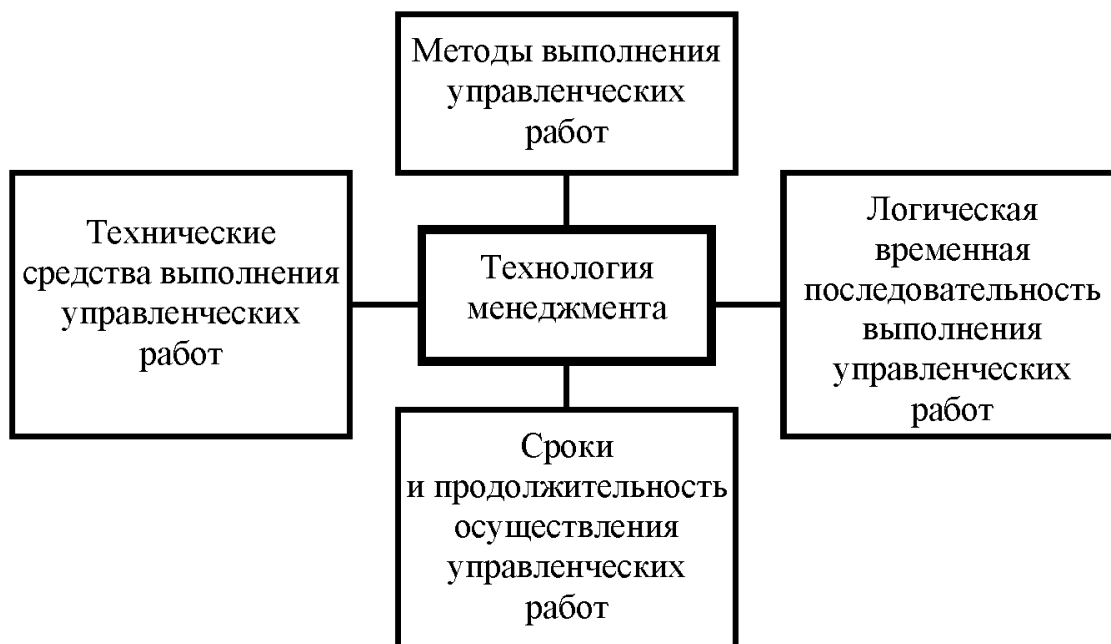 Методы выполнения
управленческих
работ
Технические
средства выполнения
управленческих
работ
Технология
менеджмента
Логическая
временная
последовательность
выполнения
управленческих
работ
Сроки
и продолжительность
осуществления
управленческих
работ